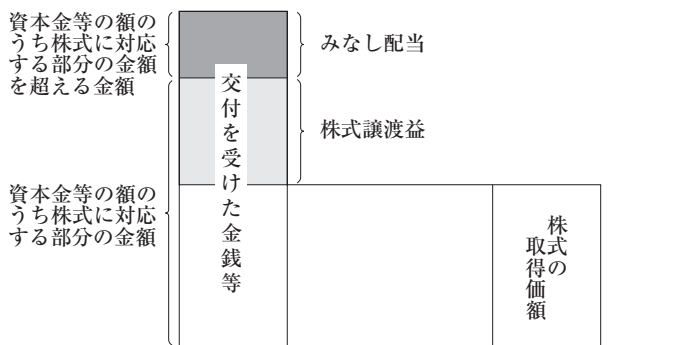 資本金等の額の
うち株式に対応
する部分の金額
を超える金額
みなし配当
交付を受けた金銭等
株式譲渡益
資本金等の額の
うち株式に対応
する部分の金額
株式の
取得価額